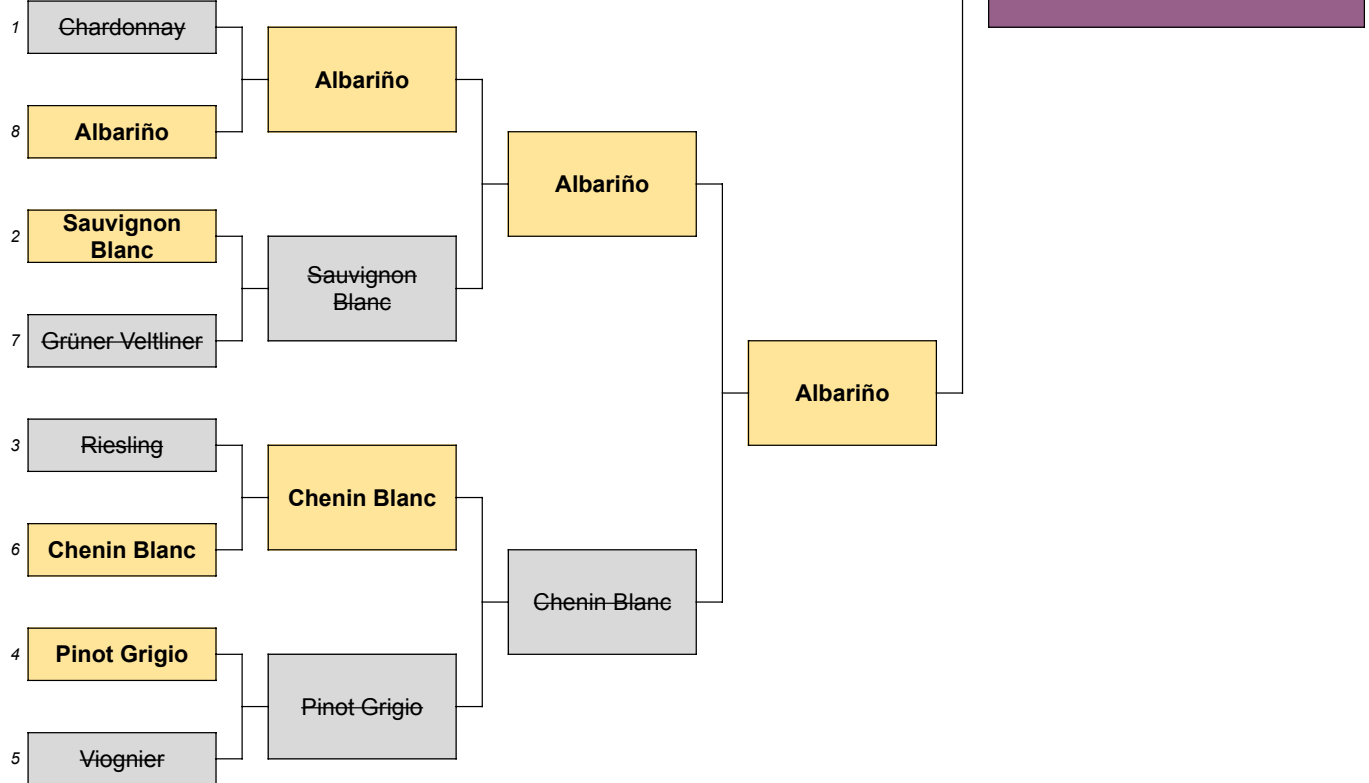 1
Chardonnay
Albariño
8
Albariño
Albariño
2
Sauvignon
Blanc
Sauvignon
Blanc
7
Grüner Veltliner
Albariño
3
Riesling
Chenin Blanc
6
Chenin Blanc
Chenin Blanc
4
Pinot Grigio
Pinot Grigio
5
Viognier